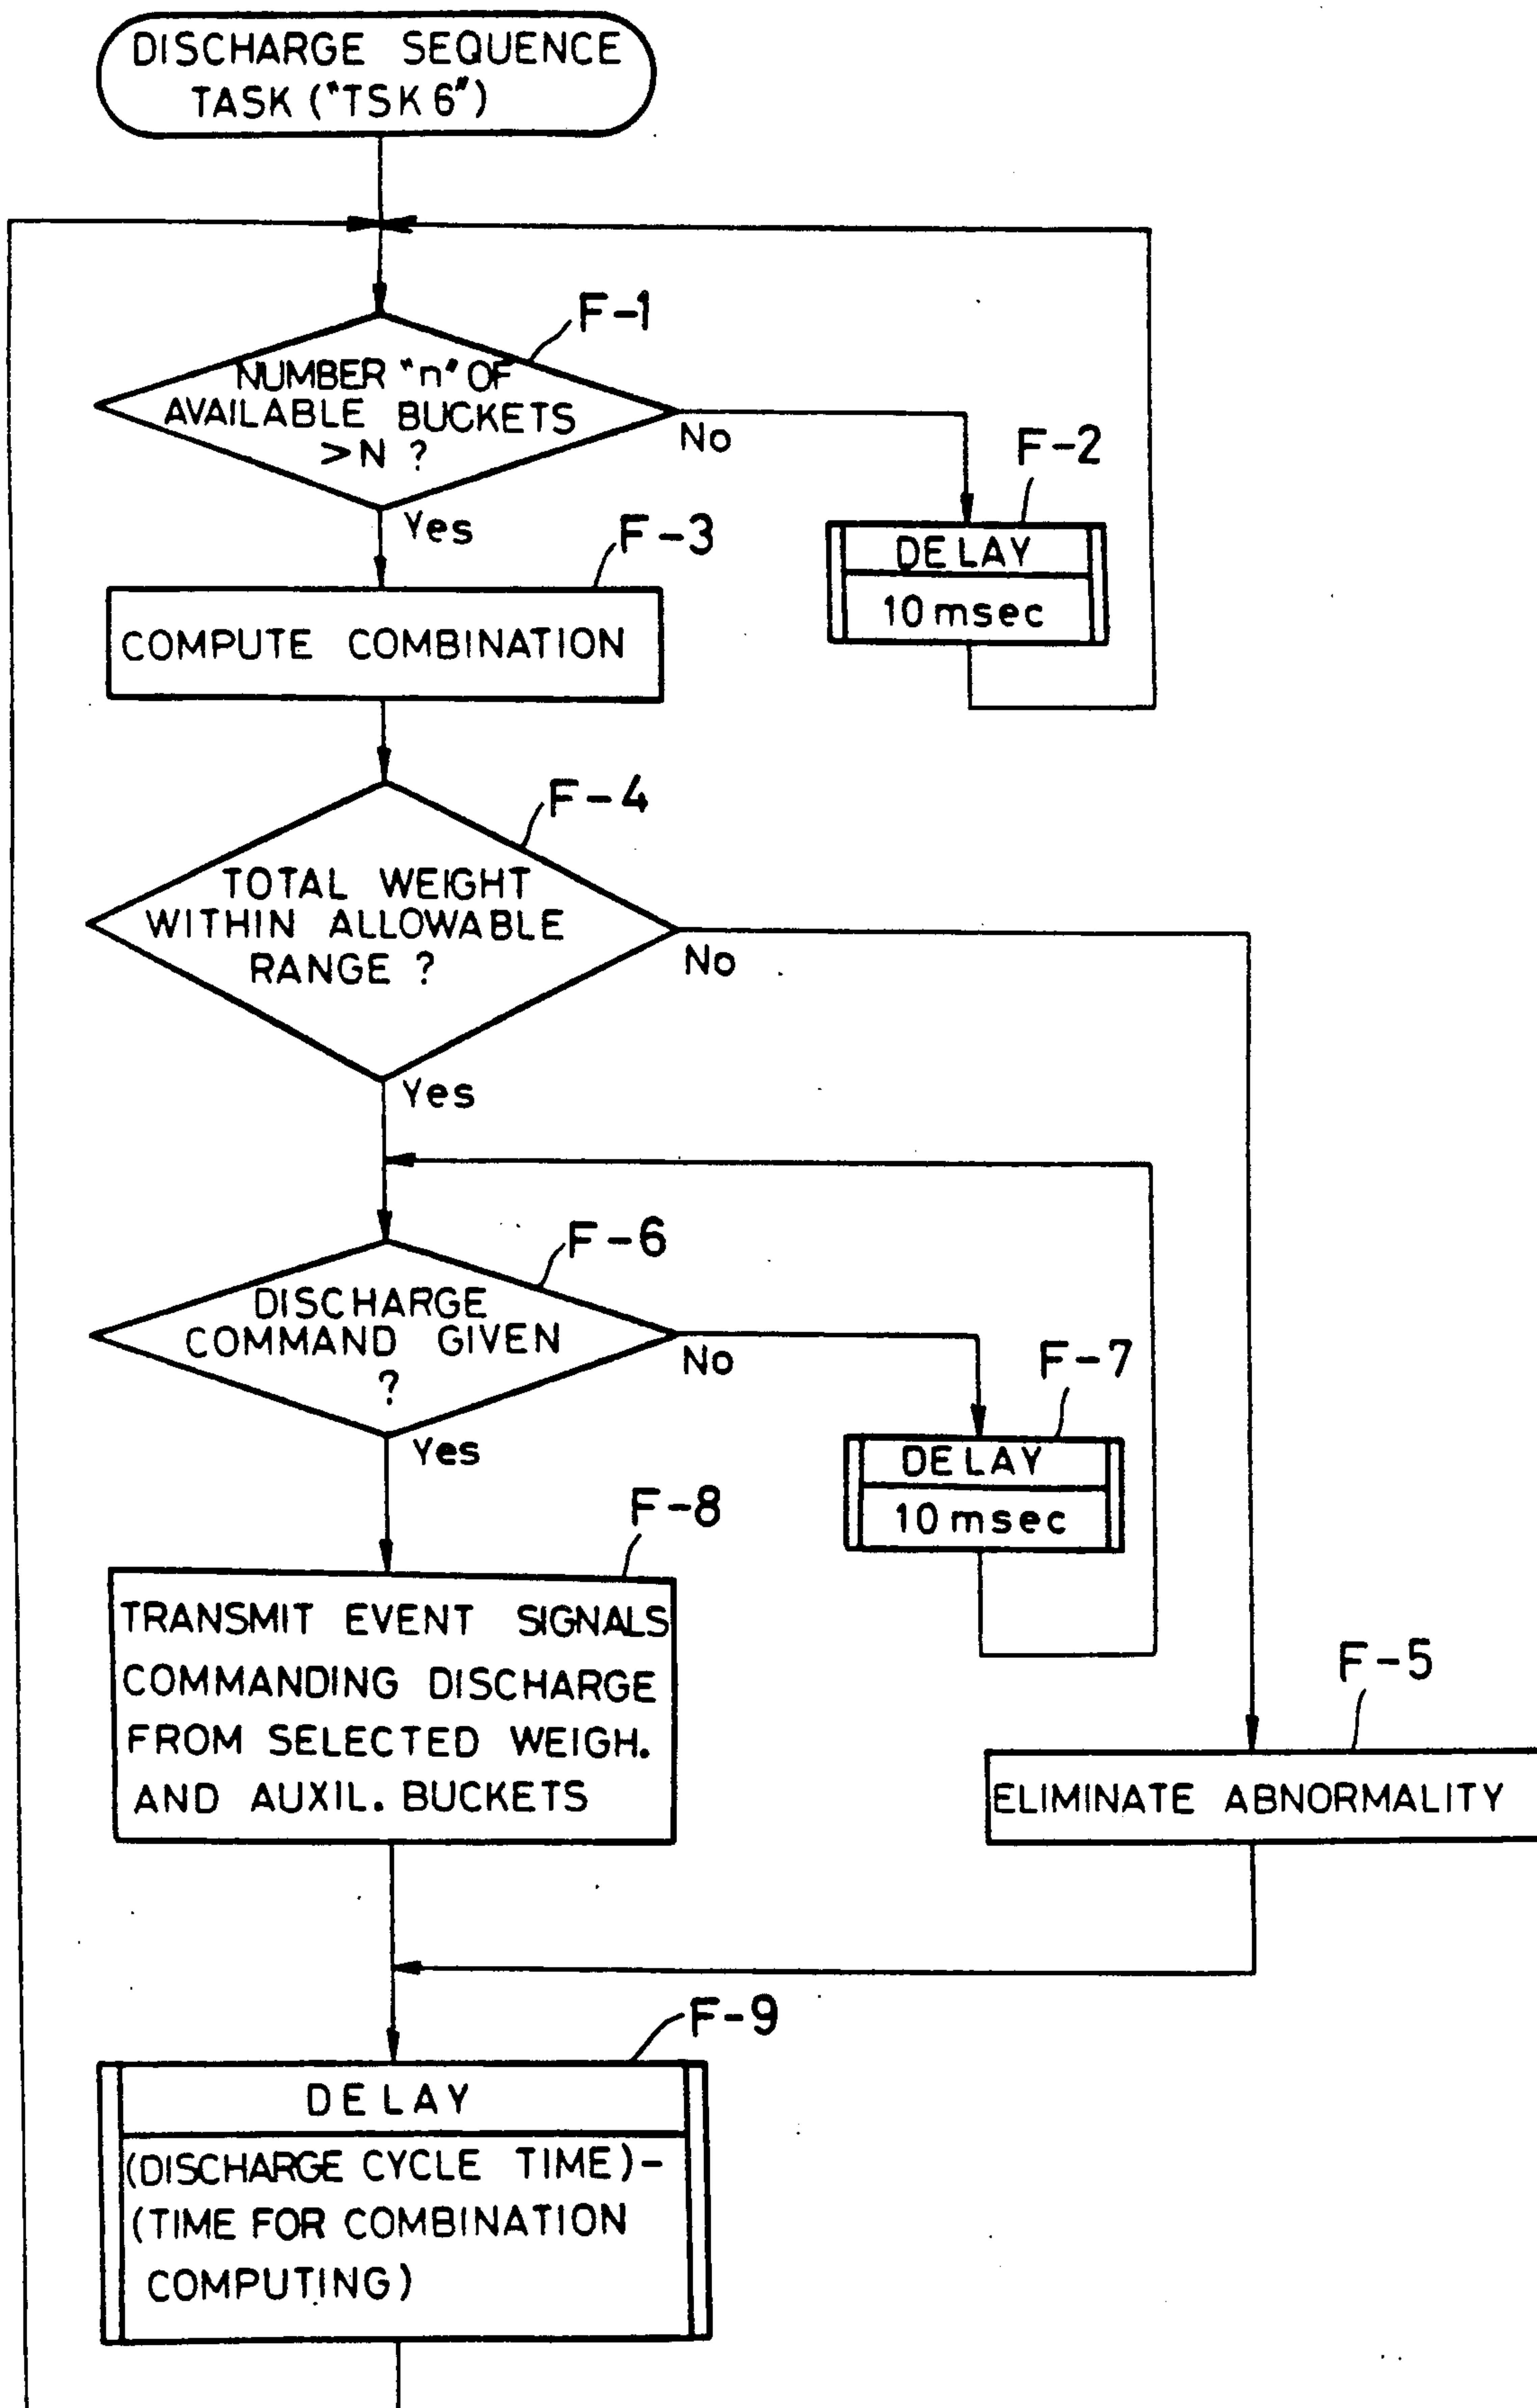 DISCHARGE SEQUENCE
TASK ("TSK 6")
F-1
NUMBER "n" OF
AVAILABLE BUCKETS
>N ?
No
Yes
F-2
DELAY
10 msec
F-3
COMPUTE COMBINATION
F-4
TOTAL WEIGHT
WITHIN ALLOWABLE
RANGE ?
No
Yes
F-6
DISCHARGE
COMMAND GIVEN
?
No
Yes
F-7
DELAY
10 msec
F-8
TRANSMIT EVENT SIGNALS
COMMANDING DISCHARGE
FROM SELECTED WEIGH.
AND AUXIL. BUCKETS
F-5
ELIMINATE ABNORMALITY
F-9
DELAY
(DISCHARGE CYCLE TIME)-
(TIME FOR COMBINATION
COMPUTING)